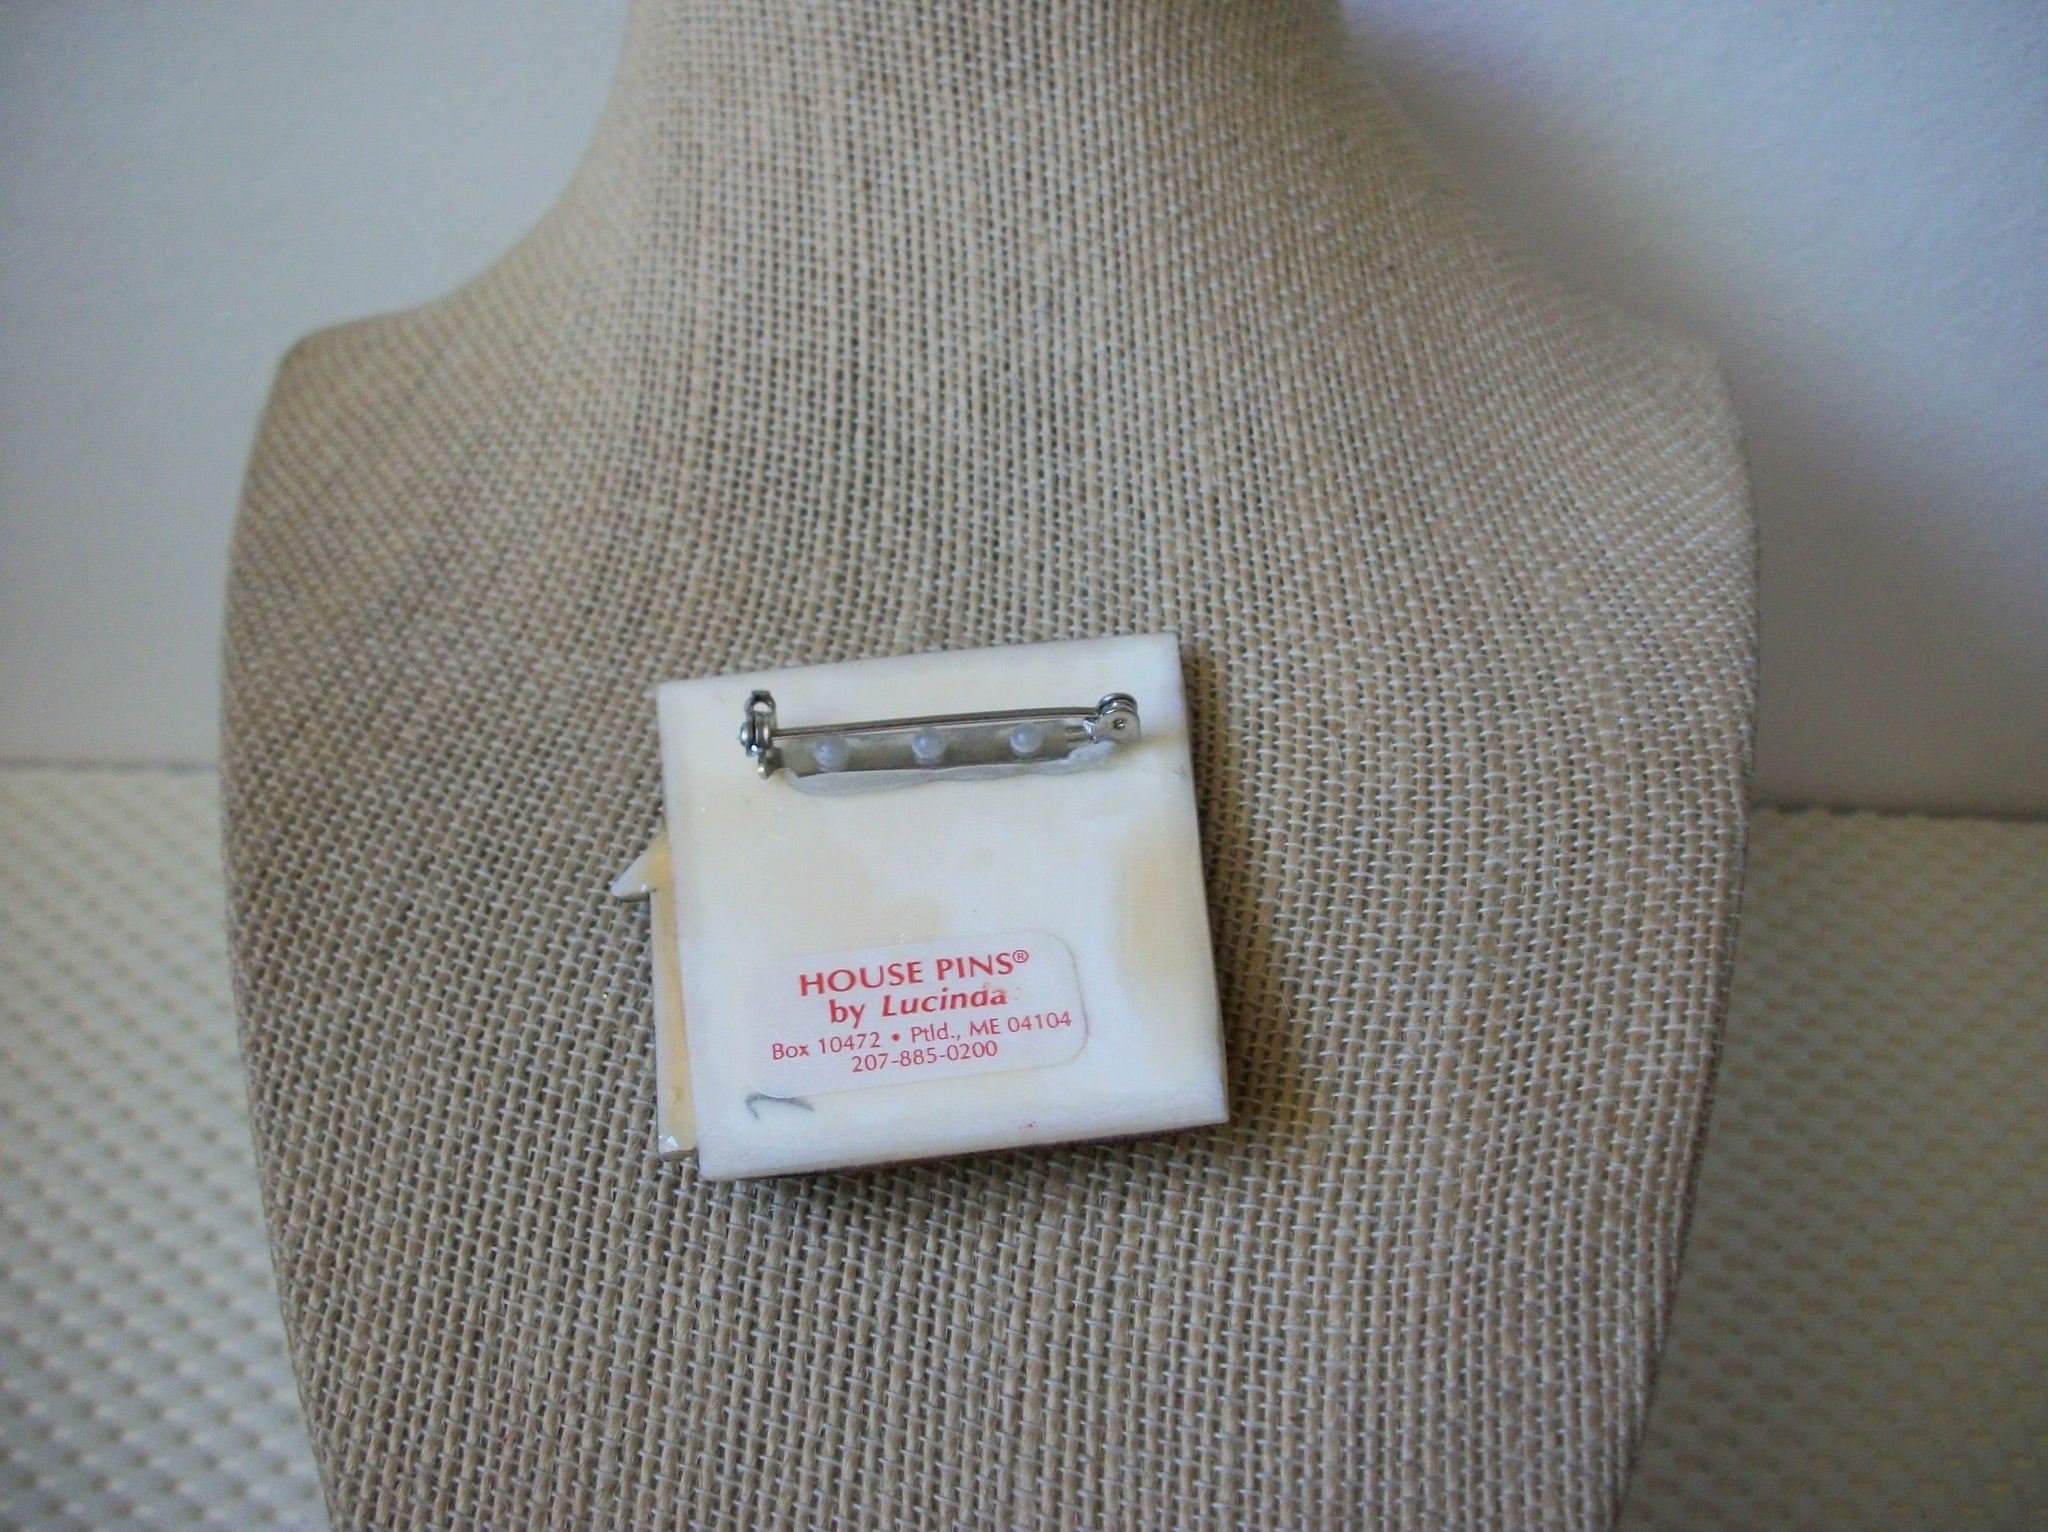 HOUSE PINS®
by Lucinda
Box 10472 • Ptld., ME 04104
207-885-0200